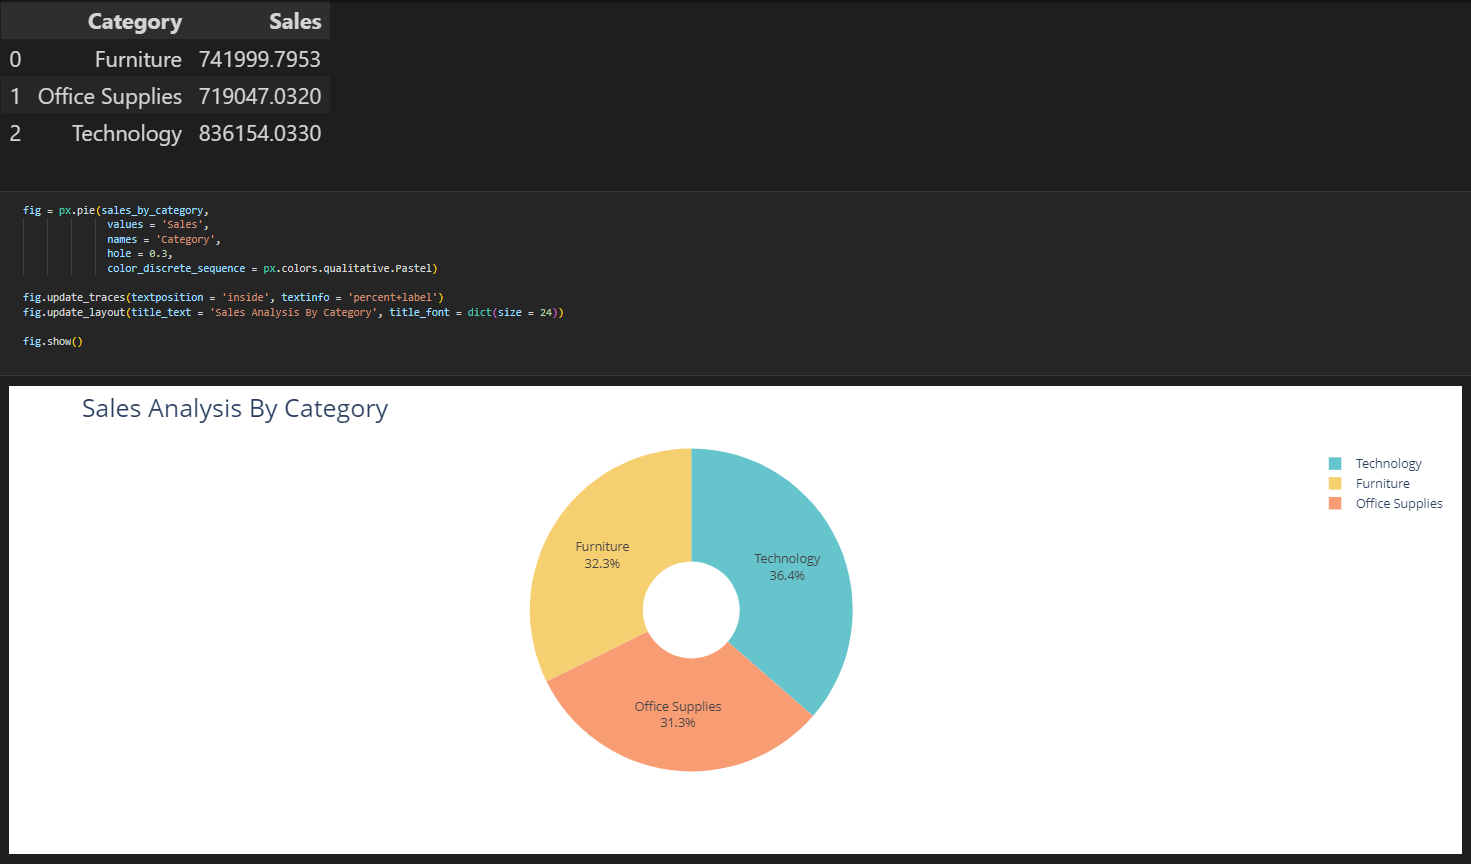 Category Sales
0 Furniture 741999.7953
1 Office Supplies 719047.0320
2 Technology 836154.0330
fig = px.pie(sales_by_category,
values = 'Sales',
names = 'Category',
hole = 0.3,
color_discrete_sequence = px.colors.qualitative.Pastel)
fig.update_traces(textposition = 'inside', textinfo = 'percent+label')
fig.update_layout(title_text = 'Sales Analysis By Category', title_font = dict(size = 24))
fig.show()
Sales Analysis By Category
Technology
Furniture
Office Supplies
Furniture
32.3%
Technology
36.4%
Office Supplies
31.3%